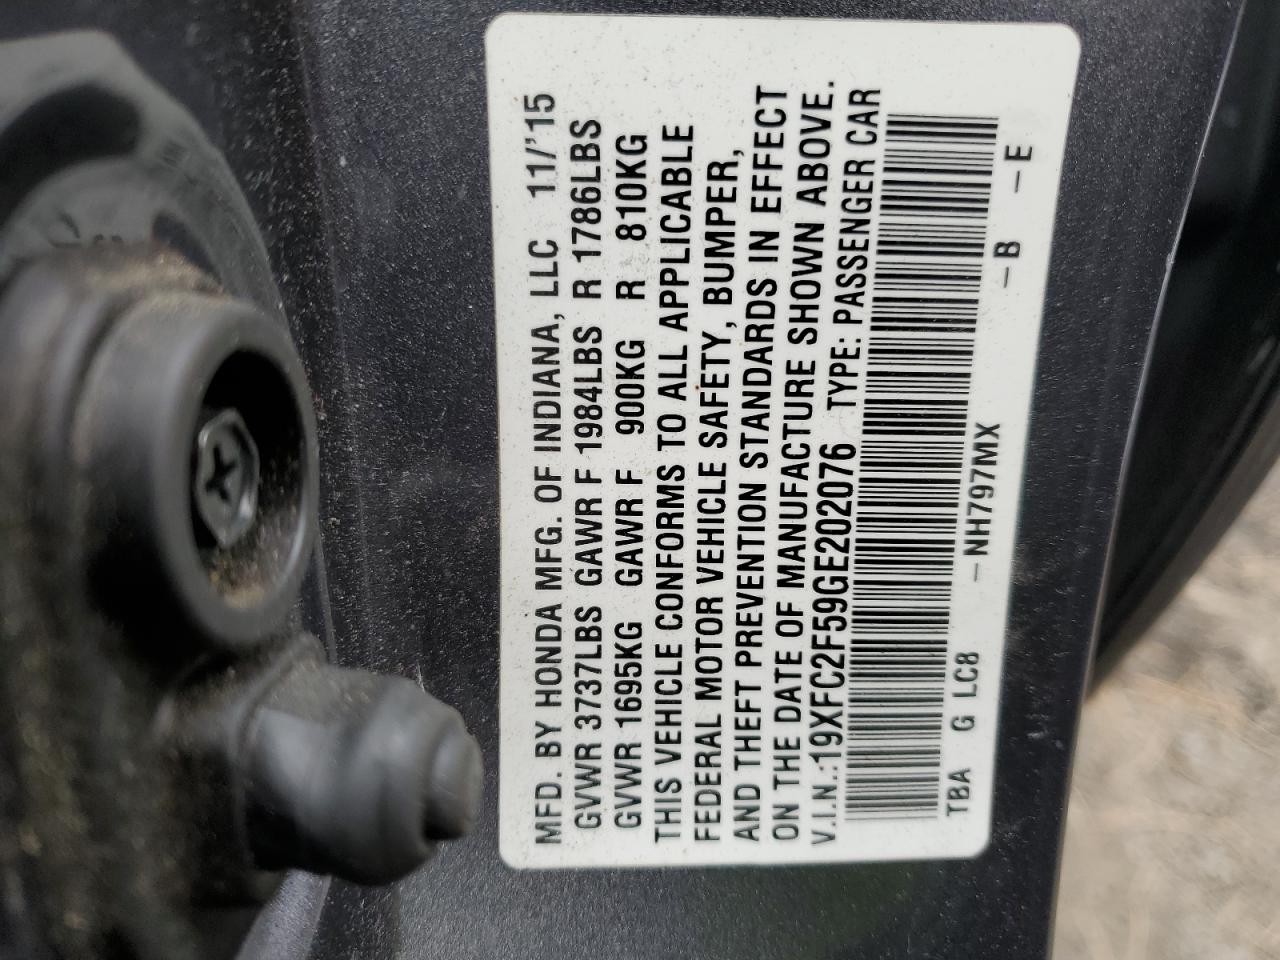 MFD. BY HONDA MFG. OF INDIANA, LLC 11/'15
GVWR 3737LBS GAWR F 1984LBS R 1786LBS
GVWR 1695KG GAWR F 900KG R 810KG
THIS VEHICLE CONFORMS TO ALL APPLICABLE
FEDERAL MOTOR VEHICLE SAFETY, BUMPER,
AND THEFT PREVENTION STANDARDS IN EFFECT
ON THE DATE OF MANUFACTURE SHOWN ABOVE.
V.I.N.:19XFC2F59GE202076 TYPE: PASSENGER CAR
TBA G LC8 -NH797MX -B -E